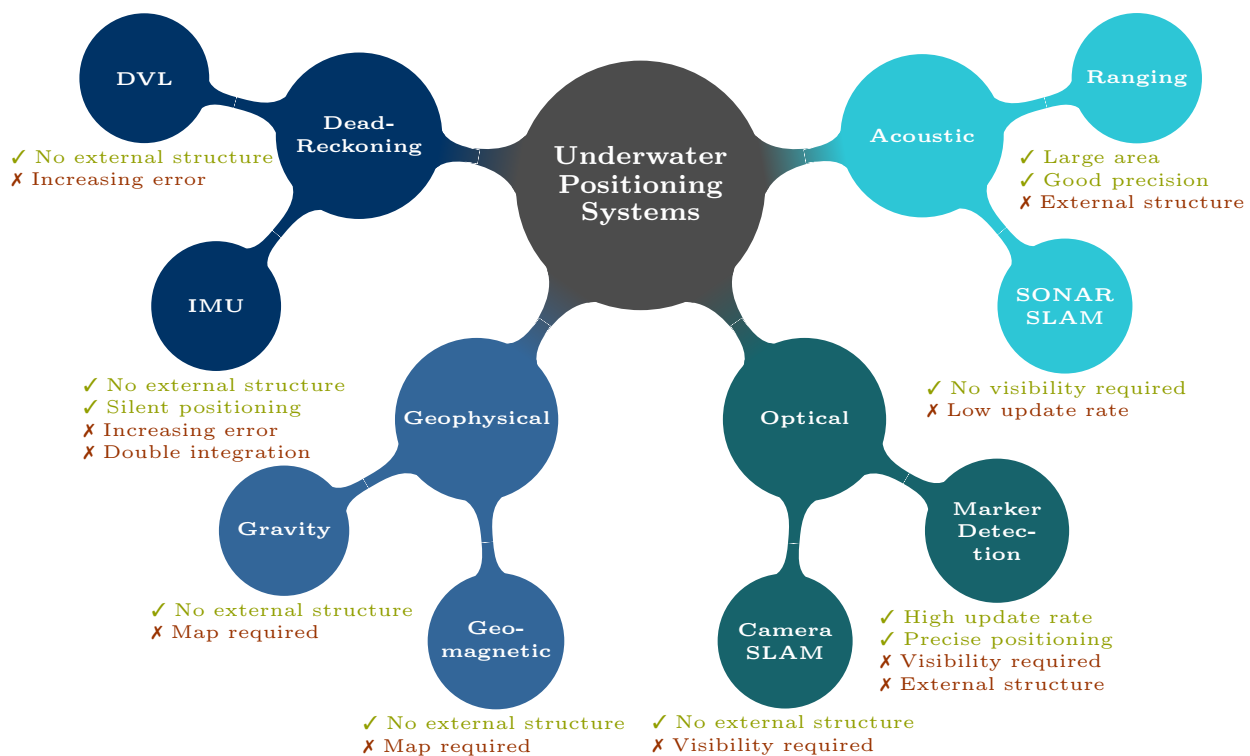 Underwater
Positioning
Systems
Dead-
Reckoning
DVL
✓ No external structure
✗ Increasing error
IMU
✓ No external structure
✓ Silent positioning
✗ Increasing error
✗ Double integration
Geophysical
Gravity
✓ No external structure
✗ Map required
Geo-
magnetic
✓ No external structure
✗ Map required
Optical
Camera
SLAM
✓ No external structure
✗ Visibility required
Marker
Detec-
tion
✓ High update rate
✓ Precise positioning
✗ Visibility required
✗ External structure
Acoustic
SONAR
SLAM
✓ No visibility required
✗ Low update rate
Ranging
✓ Large area
✓ Good precision
✗ External structure